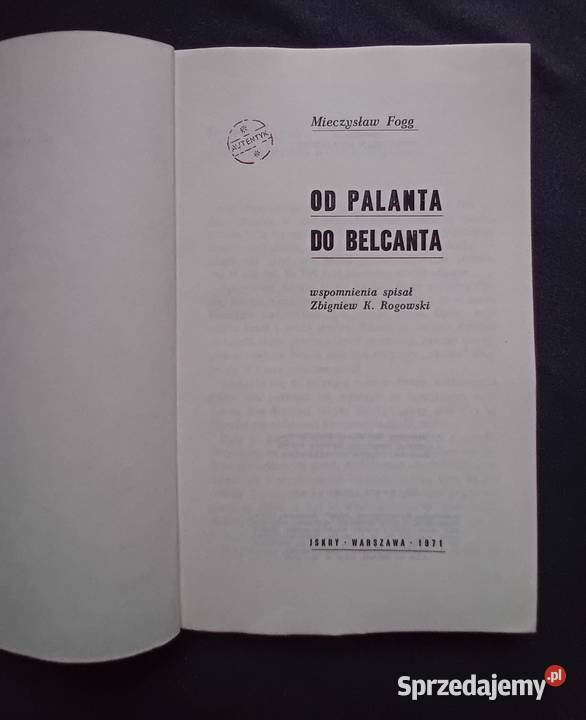 Mieczysław Fogg
AUTENTYK
OD PALANTA
DO BELCANTA
wspomnienia spisał
Zbigniew K. Rogowski
ISKRY · WARSZAWA · 1971
Sprzedajemy.pl